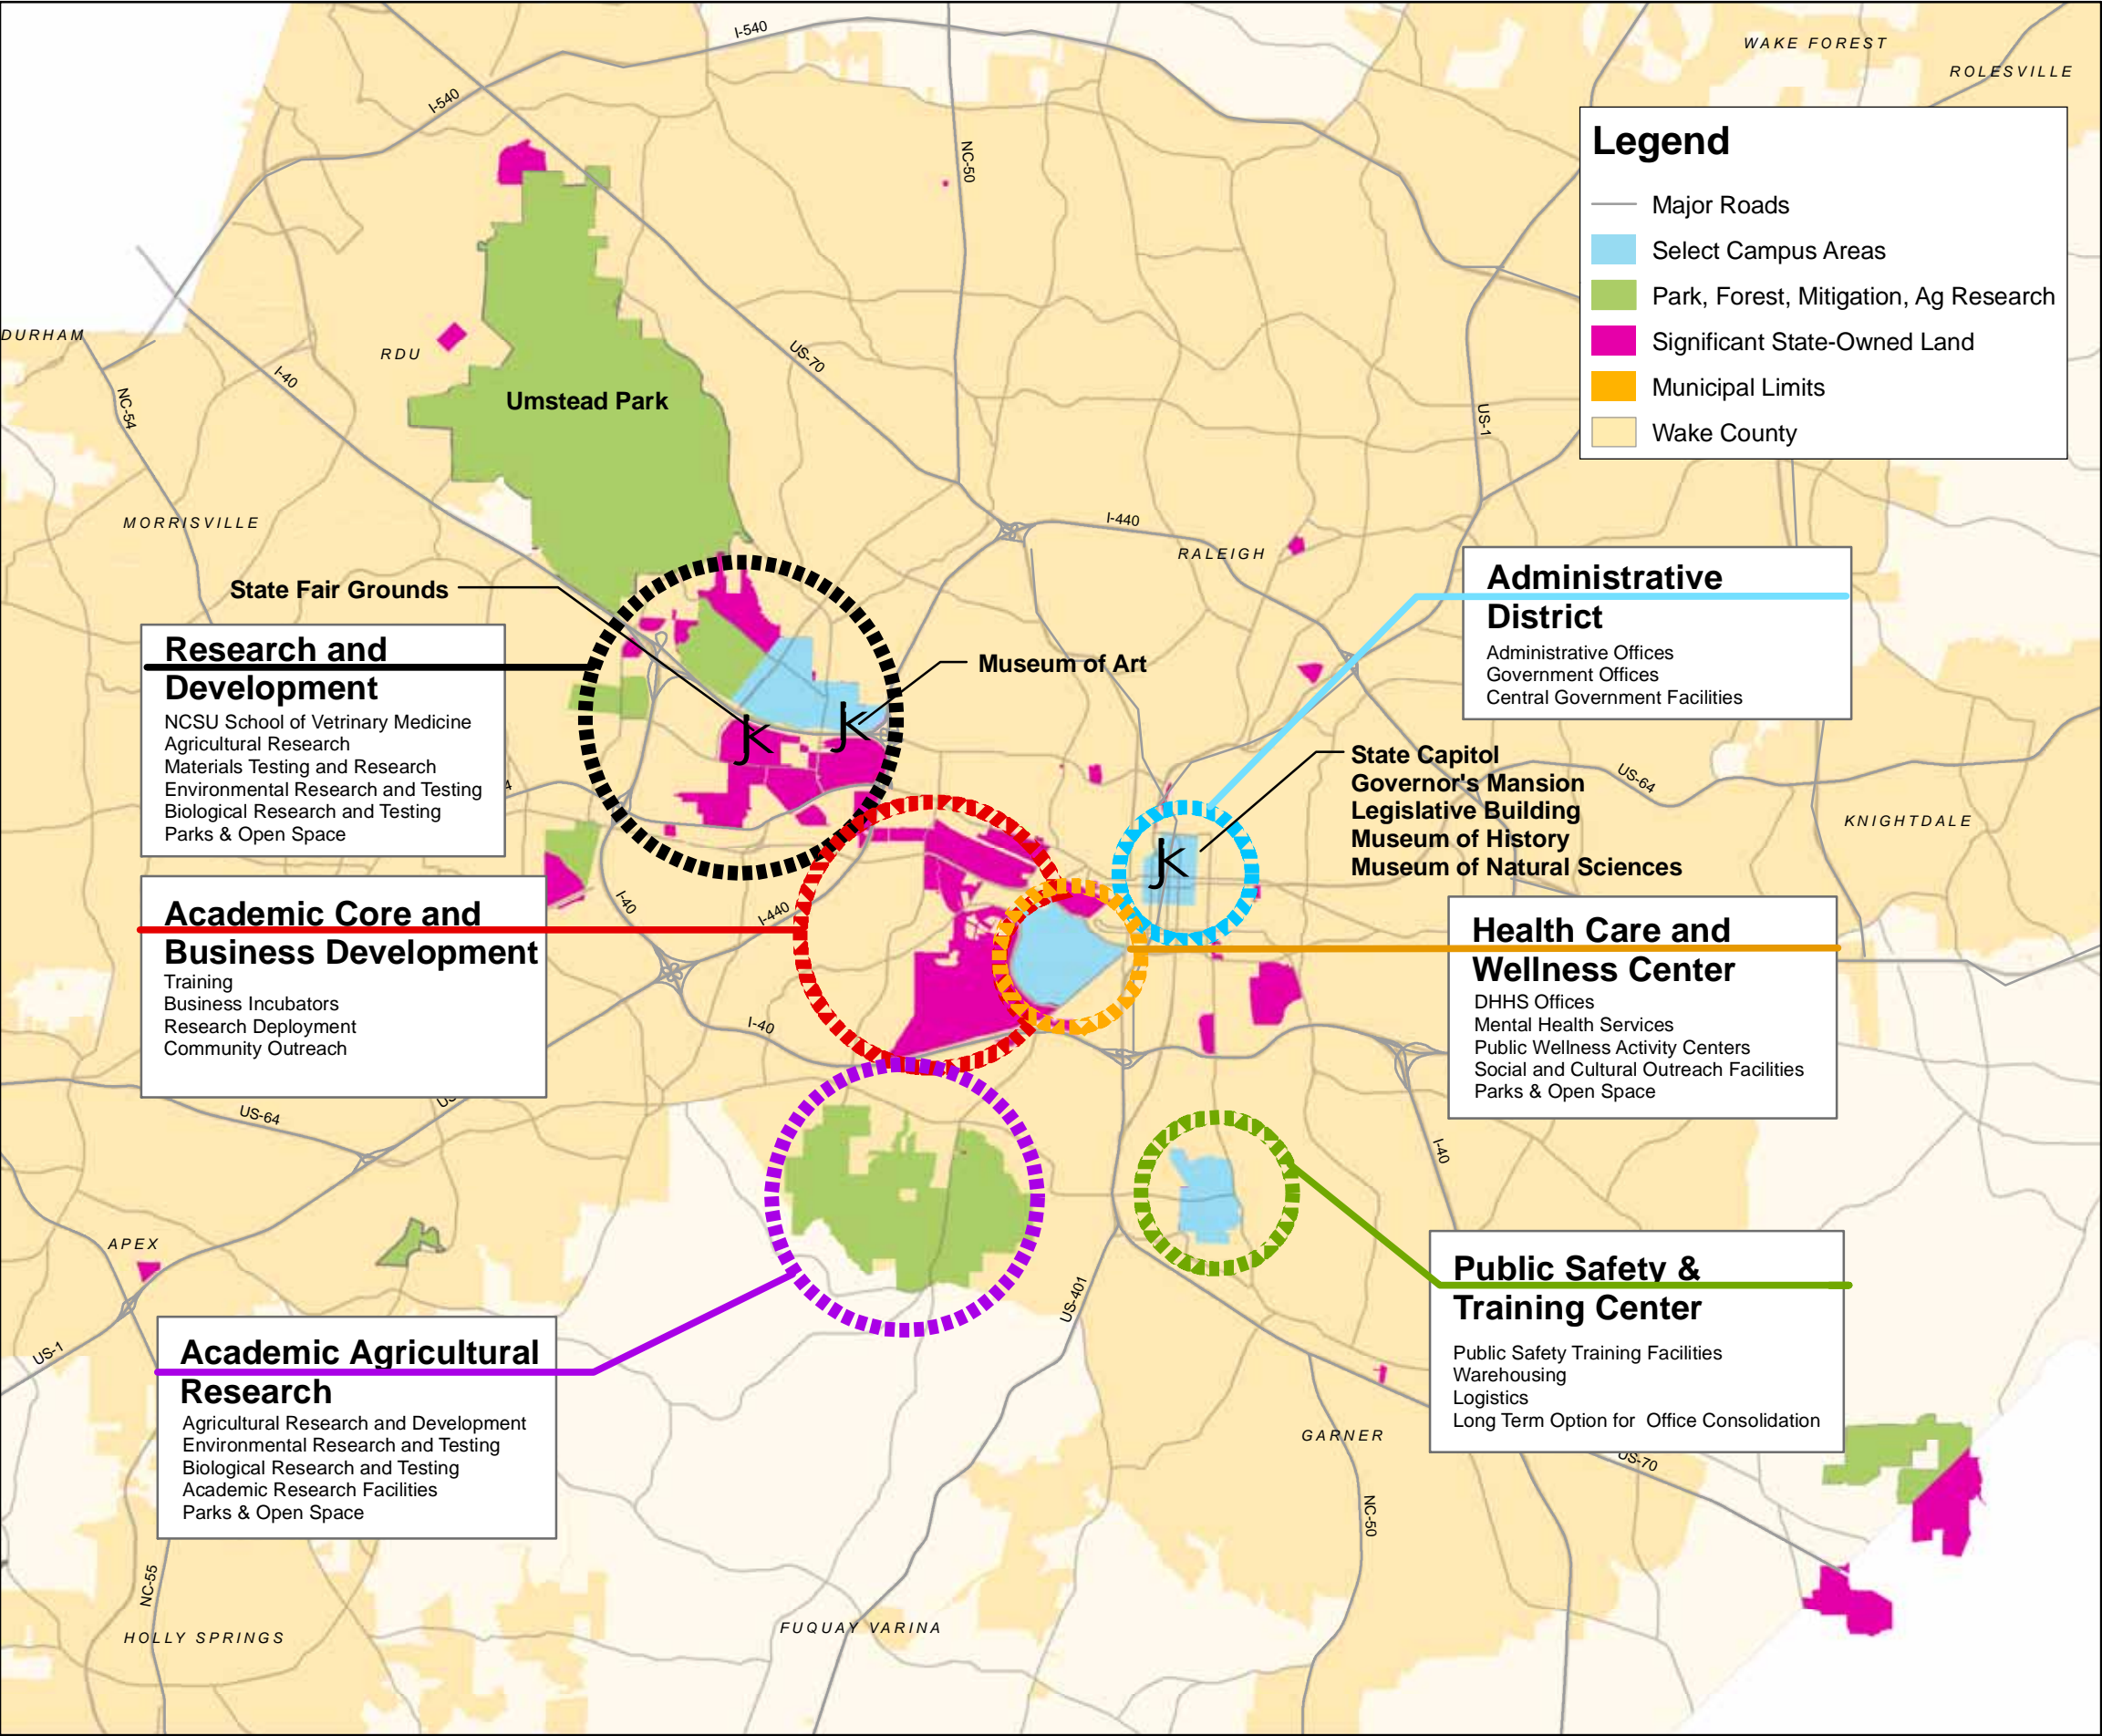 I-540
WAKE FOREST
ROLESVILLE
I-540
NC-50
Legend
Major Roads
Select Campus Areas
Park, Forest, Mitigation, Ag Research
Significant State-Owned Land
Municipal Limits
Wake County
DURHAM
RDU
I-40
US-70
NC-54
Umstead Park
US-1
MORRISVILLE
I-440
RALEIGH
State Fair Grounds
Museum of Art
Administrative
District
Administrative Offices
Government Offices
Central Government Facilities
Research and
Development
NCSU School of Vetrinary Medicine
Agricultural Research
Materials Testing and Research
Environmental Research and Testing
Biological Research and Testing
Parks & Open Space
State Capitol
Governor's Mansion
Legislative Building
Museum of History
Museum of Natural Sciences
US-64
KNIGHTDALE
Academic Core and
Business Development
Training
Business Incubators
Research Deployment
Community Outreach
I-40
I-440
I-40
Health Care and
Wellness Center
DHHS Offices
Mental Health Services
Public Wellness Activity Centers
Social and Cultural Outreach Facilities
Parks & Open Space
US-64
I-40
APEX
US-1
US-401
Public Safety &
Training Center
Public Safety Training Facilities
Warehousing
Logistics
Long Term Option for  Office Consolidation
Academic Agricultural
Research
Agricultural Research and Development
Environmental Research and Testing
Biological Research and Testing
Academic Research Facilities
Parks & Open Space
GARNER
US-70
NC-50
NC-55
HOLLY SPRINGS
FUQUAY VARINA